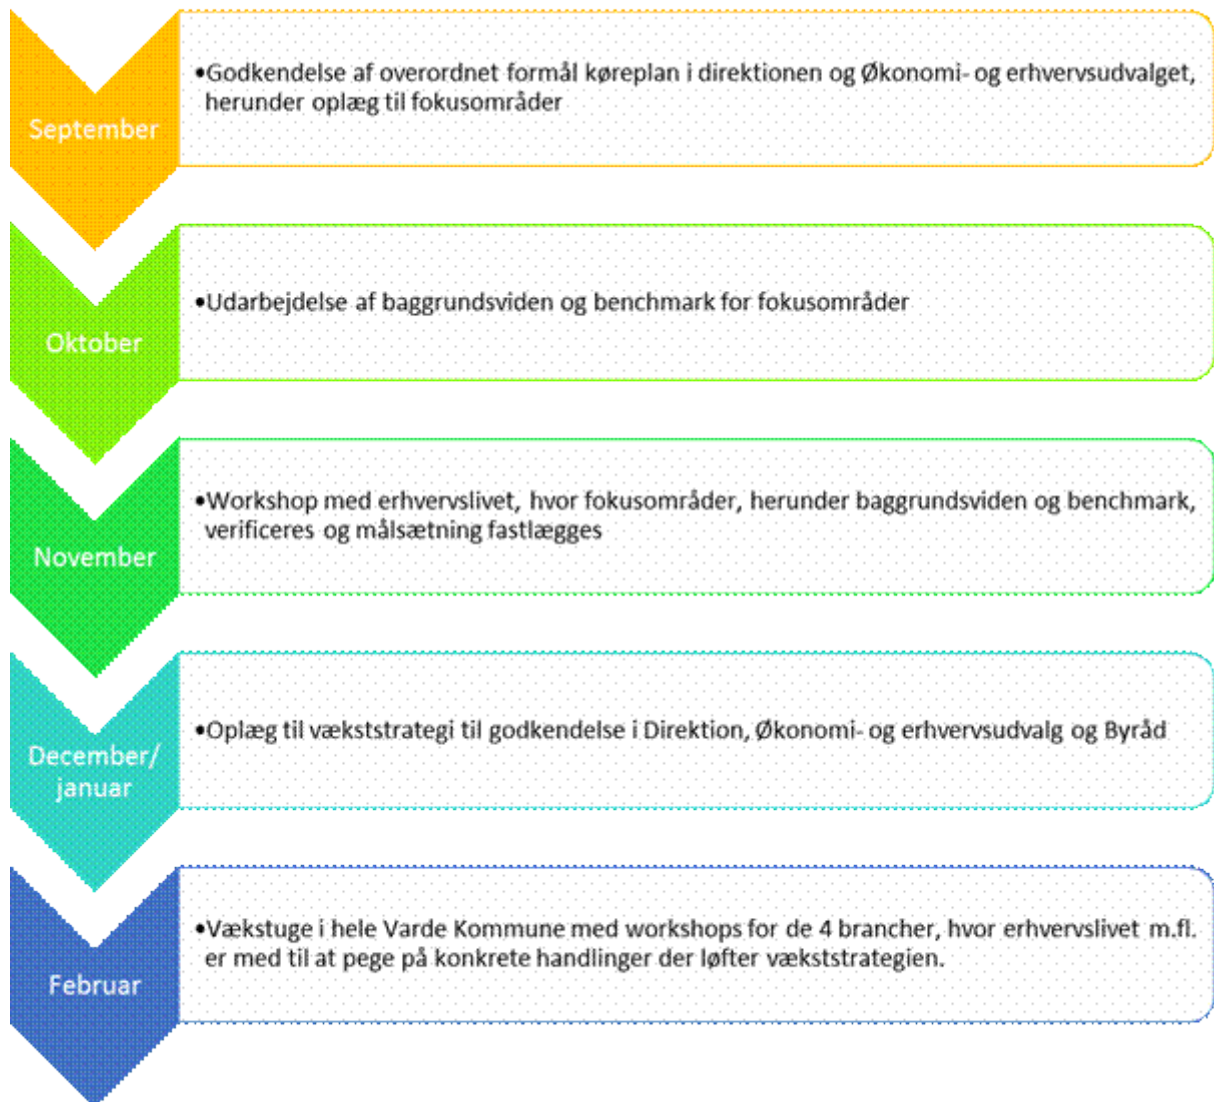 September
•Godkendelse af overordnet formål køreplan i direktionen og Økonomi- og erhvervsudvalget,
herunder oplæg til fokusområder
Oktober
•Udarbejdelse af baggrundsviden og benchmark for fokusområder
November
•Workshop med erhvervslivet, hvor fokusområder, herunder baggrundsviden og benchmark,
verificeres og målsætning fastlægges
December/
januar
•Oplæg til vækststrategi til godkendelse i Direktion, Økonomi- og erhvervsudvalg og Byråd
Februar
•Vækstuge i hele Varde Kommune med workshops for de 4 brancher, hvor erhvervslivet m.fl.
er med til at pege på konkrete handlinger der løfter vækststrategien.